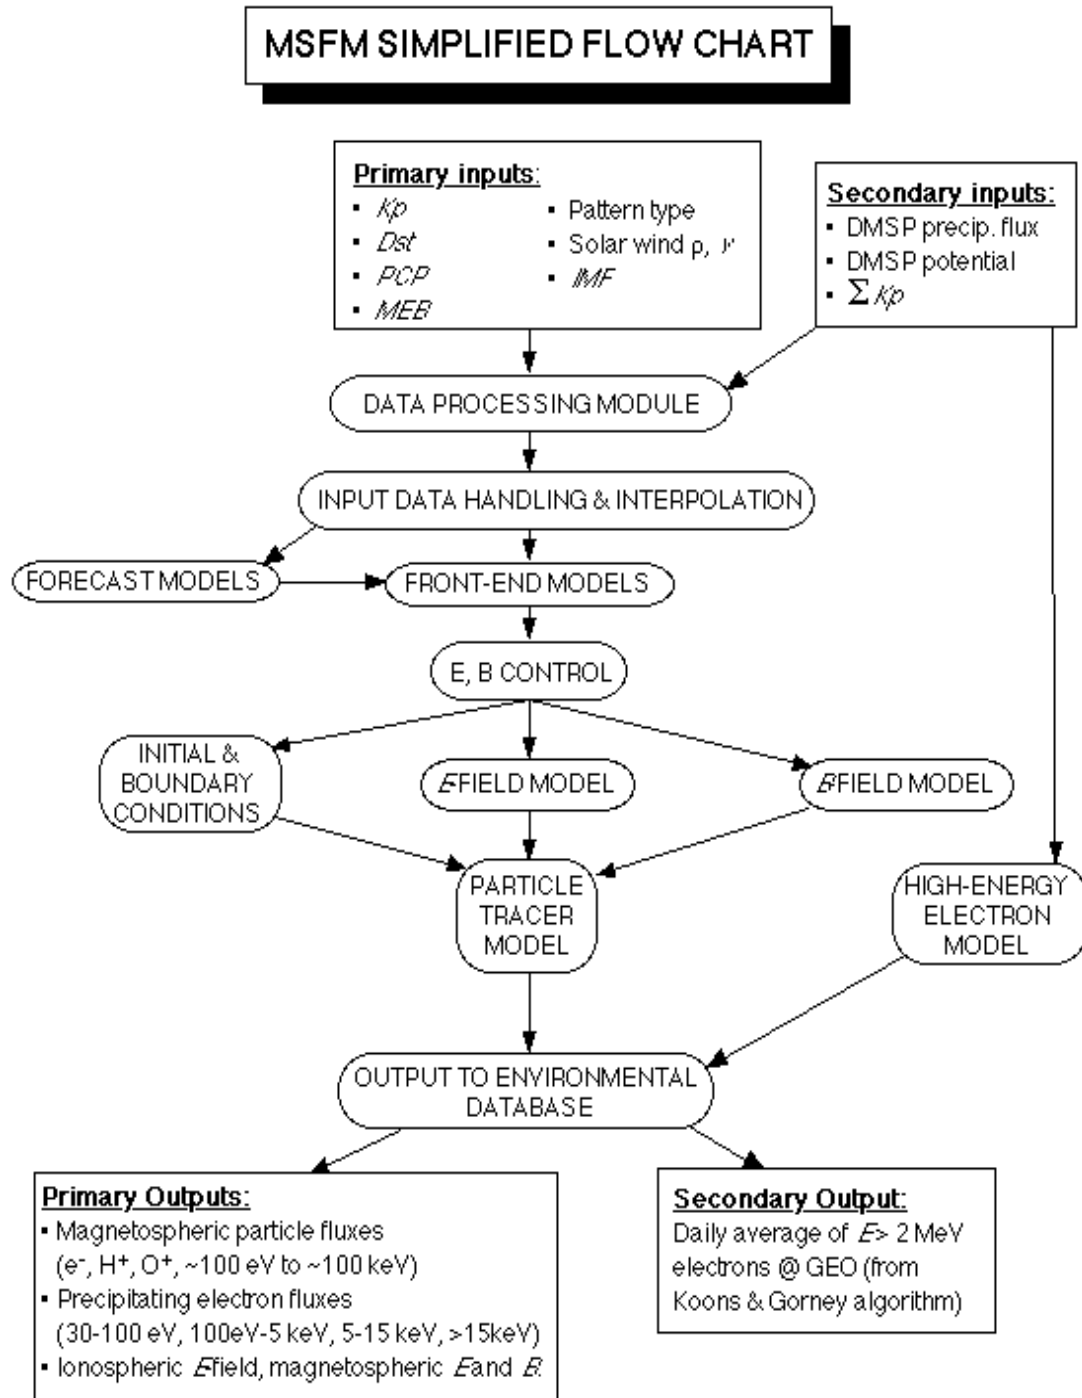 MSFM SIMPLIFIED FLOW CHART
Primary inputs:
▪ Kp
▪ Dst
▪ PCP
▪ MEB
▪ Pattern type
▪ Solar wind ρ, v
▪ IMF
Secondary inputs:
▪ DMSP precip. flux
▪ DMSP potential
▪ Σ Kp
DATA PROCESSING MODULE
INPUT DATA HANDLING & INTERPOLATION
FORECAST MODELS
FRONT-END MODELS
E, B CONTROL
INITIAL &
BOUNDARY
CONDITIONS
E-FIELD MODEL
B-FIELD MODEL
PARTICLE
TRACER
MODEL
HIGH-ENERGY
ELECTRON
MODEL
OUTPUT TO ENVIRONMENTAL
DATABASE
Primary Outputs:
▪ Magnetospheric particle fluxes
(e⁻, H⁺, O⁺, ~100 eV to ~100 keV)
▪ Precipitating electron fluxes
(30-100 eV, 100eV-5 keV, 5-15 keV, >15keV)
▪ Ionospheric E-field, magnetospheric E and B.
Secondary Output:
Daily average of E> 2 MeV
electrons @ GEO (from
Koons & Gorney algorithm)